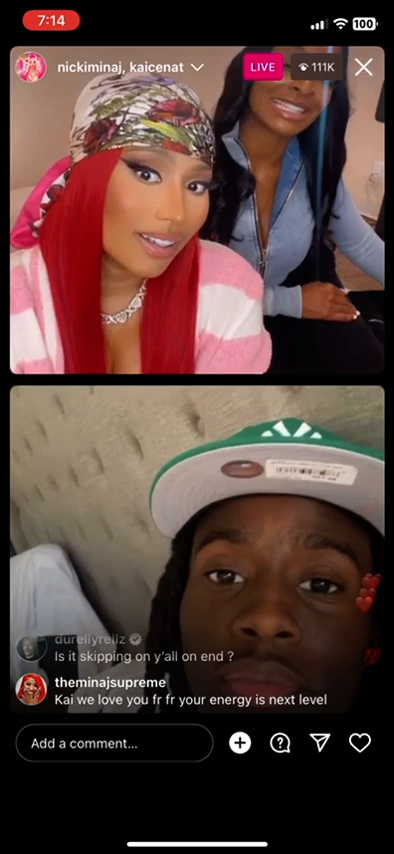 7:14
100
nickiminaj, kaicenat
LIVE
111K
durellyrellz
Is it skipping on y'all on end ?
theminajsupreme
Kai we love you fr fr your energy is next level
Add a comment...